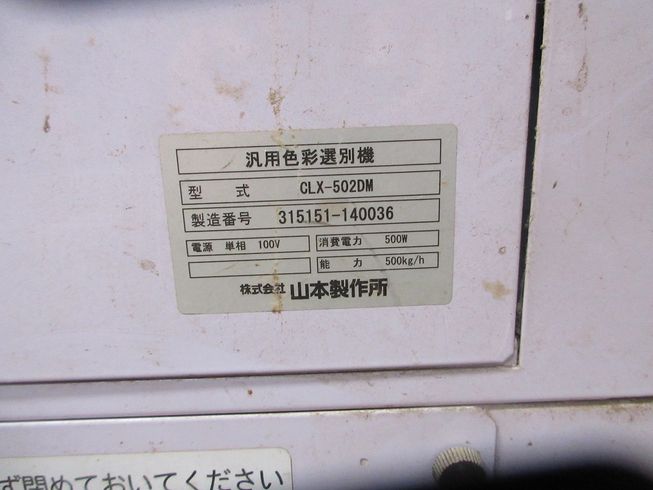 汎用色彩選別機
型 式 CLX-502DM
製造番号 315151-140036
電源 単相 100V 消費電力 500W
能 力 500kg/h
株式会社 山本製作所
ず閉めておいてください